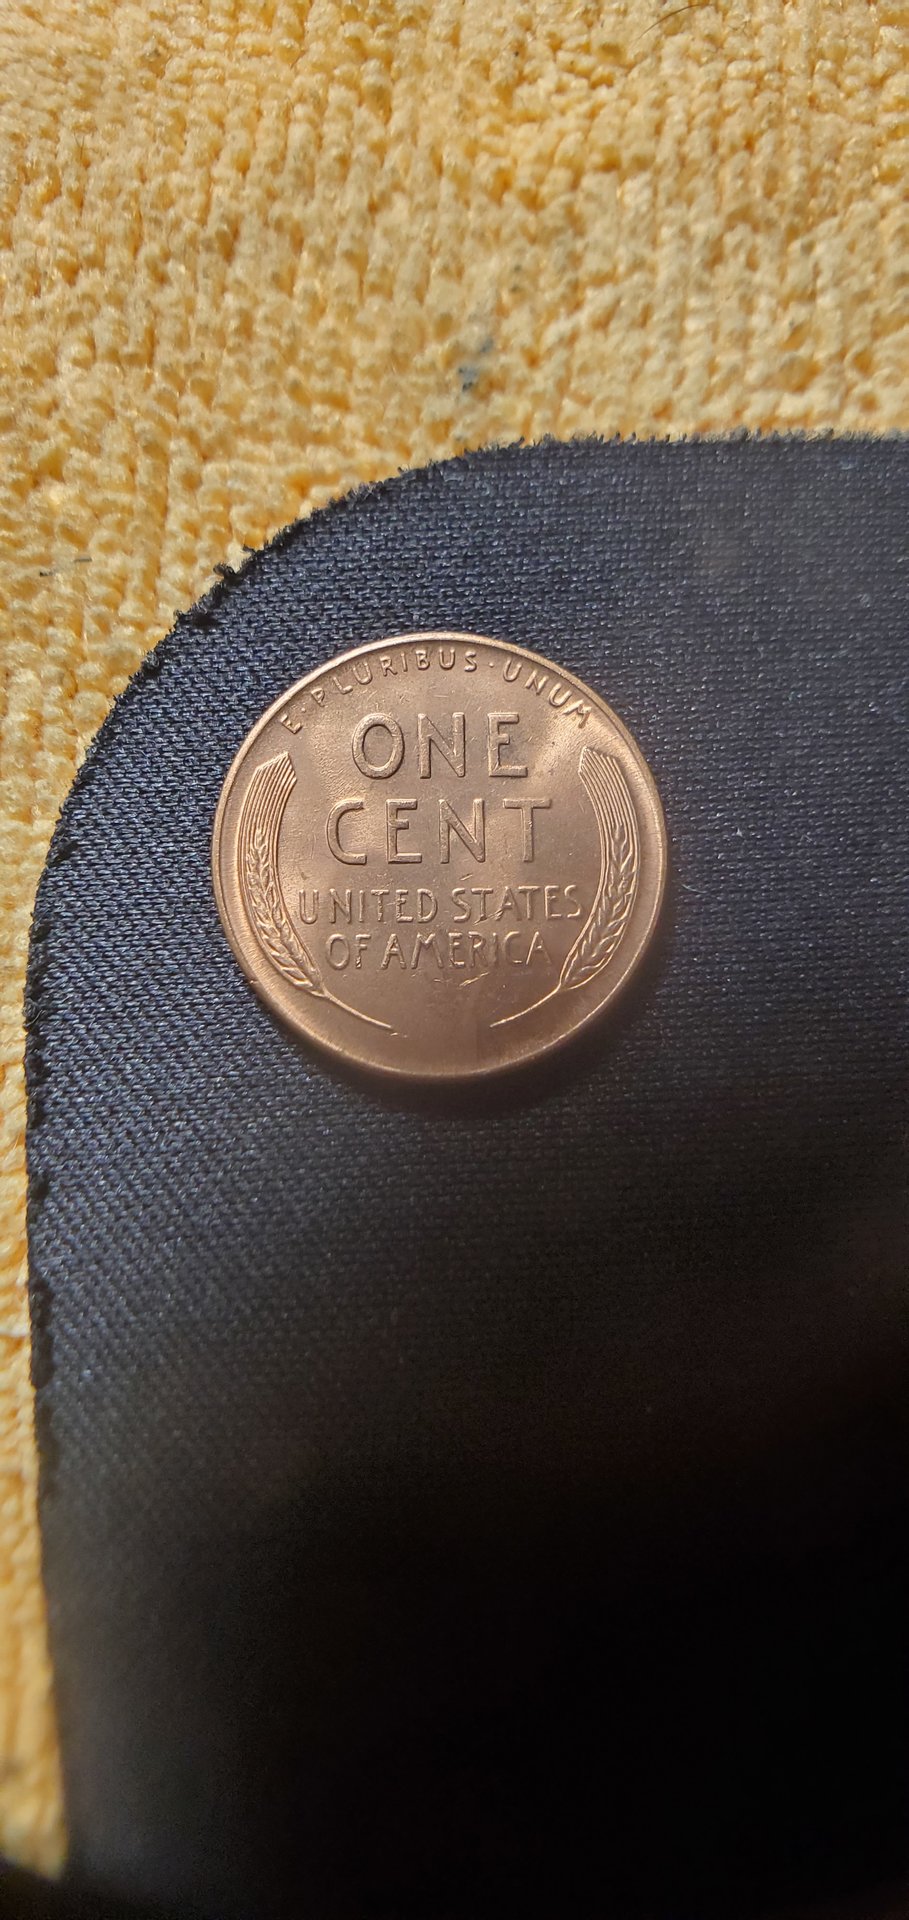 E · PLURIBUS · UNUM
ONE
CENT
UNITED STATES
OF AMERICA